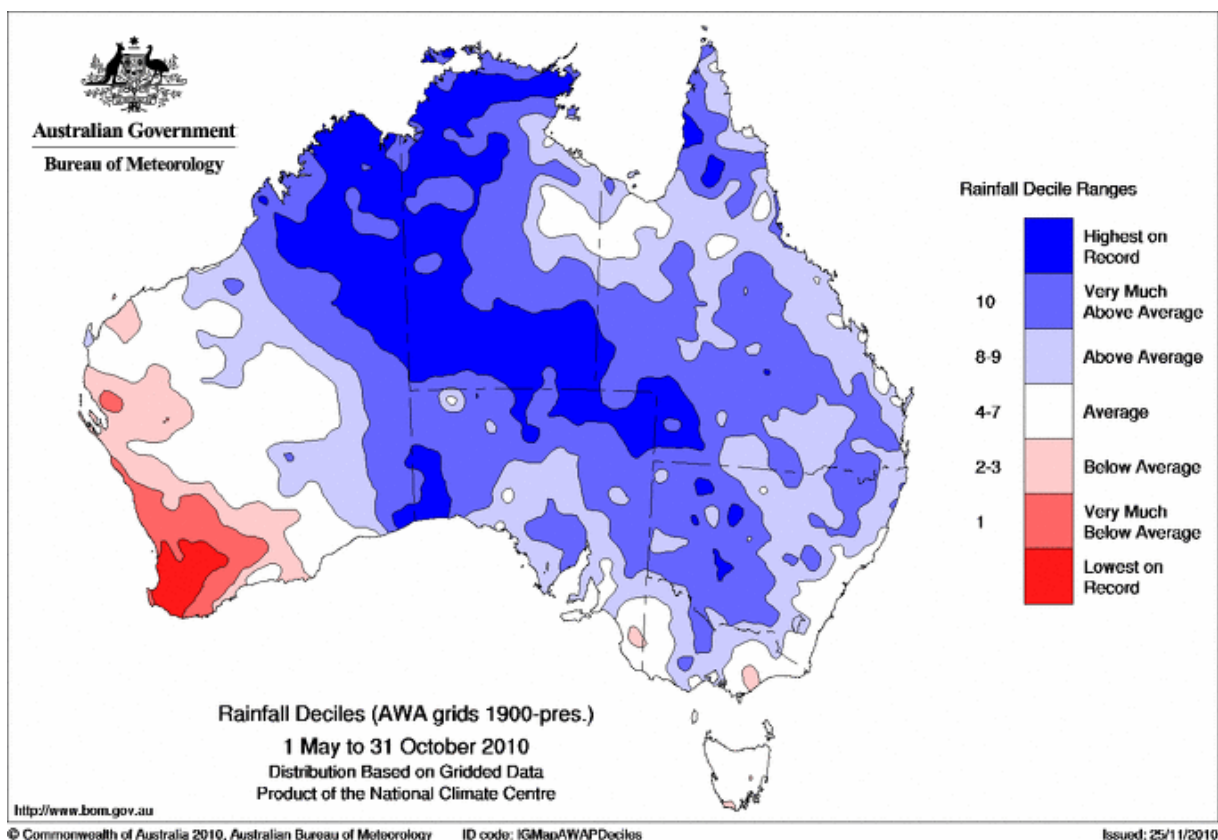 Australian Government
Bureau of Meteorology
Rainfall Decile Ranges
Highest on
Record
10
Very Much
Above Average
8-9
Above Average
4-7
Average
2-3
Below Average
1
Very Much
Below Average
Lowest on
Record
Rainfall Deciles (AWA grids 1900-pres.)
1 May to 31 October 2010
Distribution Based on Gridded Data
Product of the National Climate Centre
http://www.bom.gov.au
© Commonwealth of Australia 2010, Australian Bureau of Meteorology ID code: IGMapAWAPDeciles Issued: 25/11/2010